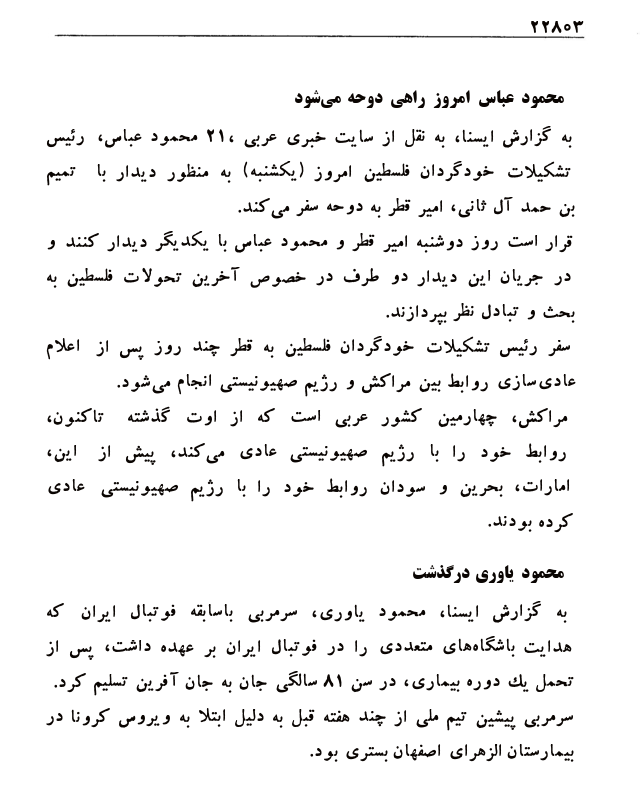 ۲۲۸۰۳
محمود عباس امروز راهی دوحه می‌شود
به گزارش ایسنا، به نقل از سایت خبری عربی ۲۱، محمود عباس، رئیس
تشکیلات خودگردان فلسطین امروز (یکشنبه) به منظور دیدار با تمیم
بن حمد آل ثانی، امیر قطر به دوحه سفر می‌کند.
قرار است روز دوشنبه امیر قطر و محمود عباس با یکدیگر دیدار کنند و
در جریان این دیدار دو طرف در خصوص آخرین تحولات فلسطین به
بحث و تبادل نظر بپردازند.
سفر رئیس تشکیلات خودگردان فلسطین به قطر چند روز پس از اعلام
عادی‌سازی روابط بین مراکش و رژیم صهیونیستی انجام می‌شود.
مراکش، چهارمین کشور عربی است که از اوت گذشته تاکنون،
روابط خود را با رژیم صهیونیستی عادی می‌کند، پیش از این،
امارات، بحرین و سودان روابط خود را با رژیم صهیونیستی عادی
کرده بودند.
محمود یاوری درگذشت
به گزارش ایسنا، محمود یاوری، سرمربی باسابقه فوتبال ایران که
هدایت باشگاه‌های متعددی را در فوتبال ایران بر عهده داشت، پس از
تحمل یك دوره بیماری، در سن ۸۱ سالگی جان به جان آفرین تسلیم کرد.
سرمربی پیشین تیم ملی از چند هفته قبل به دلیل ابتلا به ویروس کرونا در
بیمارستان الزهرای اصفهان بستری بود.